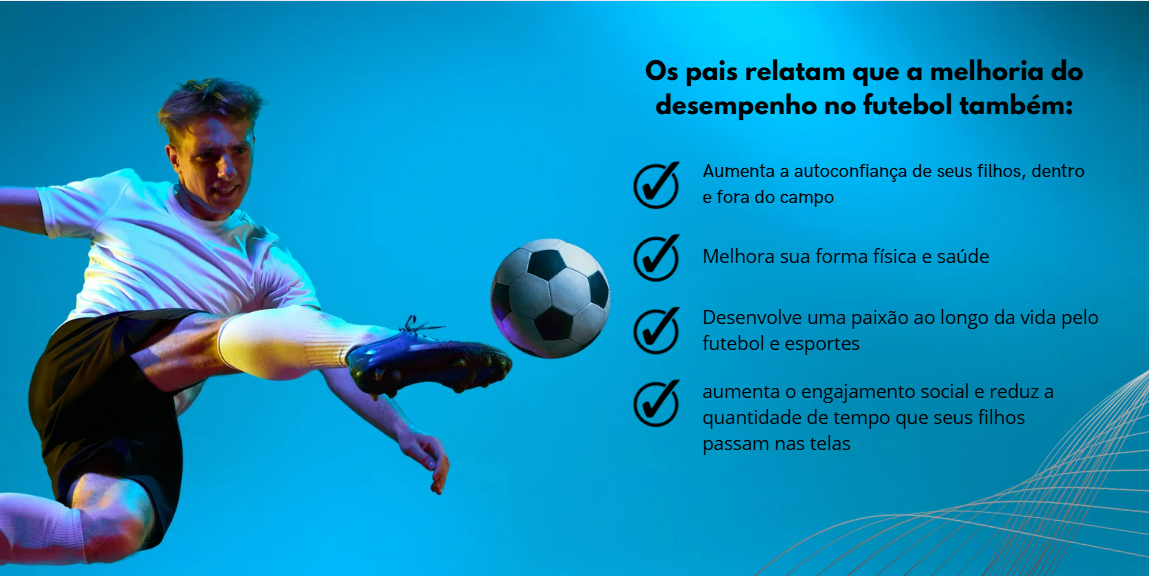 Os pais relatam que a melhoria do
desempenho no futebol também:
Aumenta a autoconfiança de seus filhos, dentro
e fora do campo
Melhora sua forma física e saúde
Desenvolve uma paixão ao longo da vida pelo
futebol e esportes
aumenta o engajamento social e reduz a
quantidade de tempo que seus filhos
passam nas telas